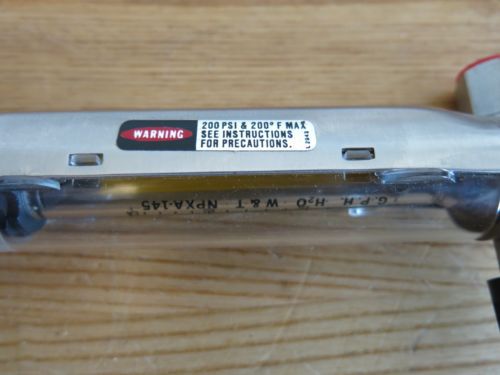 WARNING
200 PSI & 200° F MAX
SEE INSTRUCTIONS
FOR PRECAUTIONS.
G.P.H. H₂O W&T NPXA-145